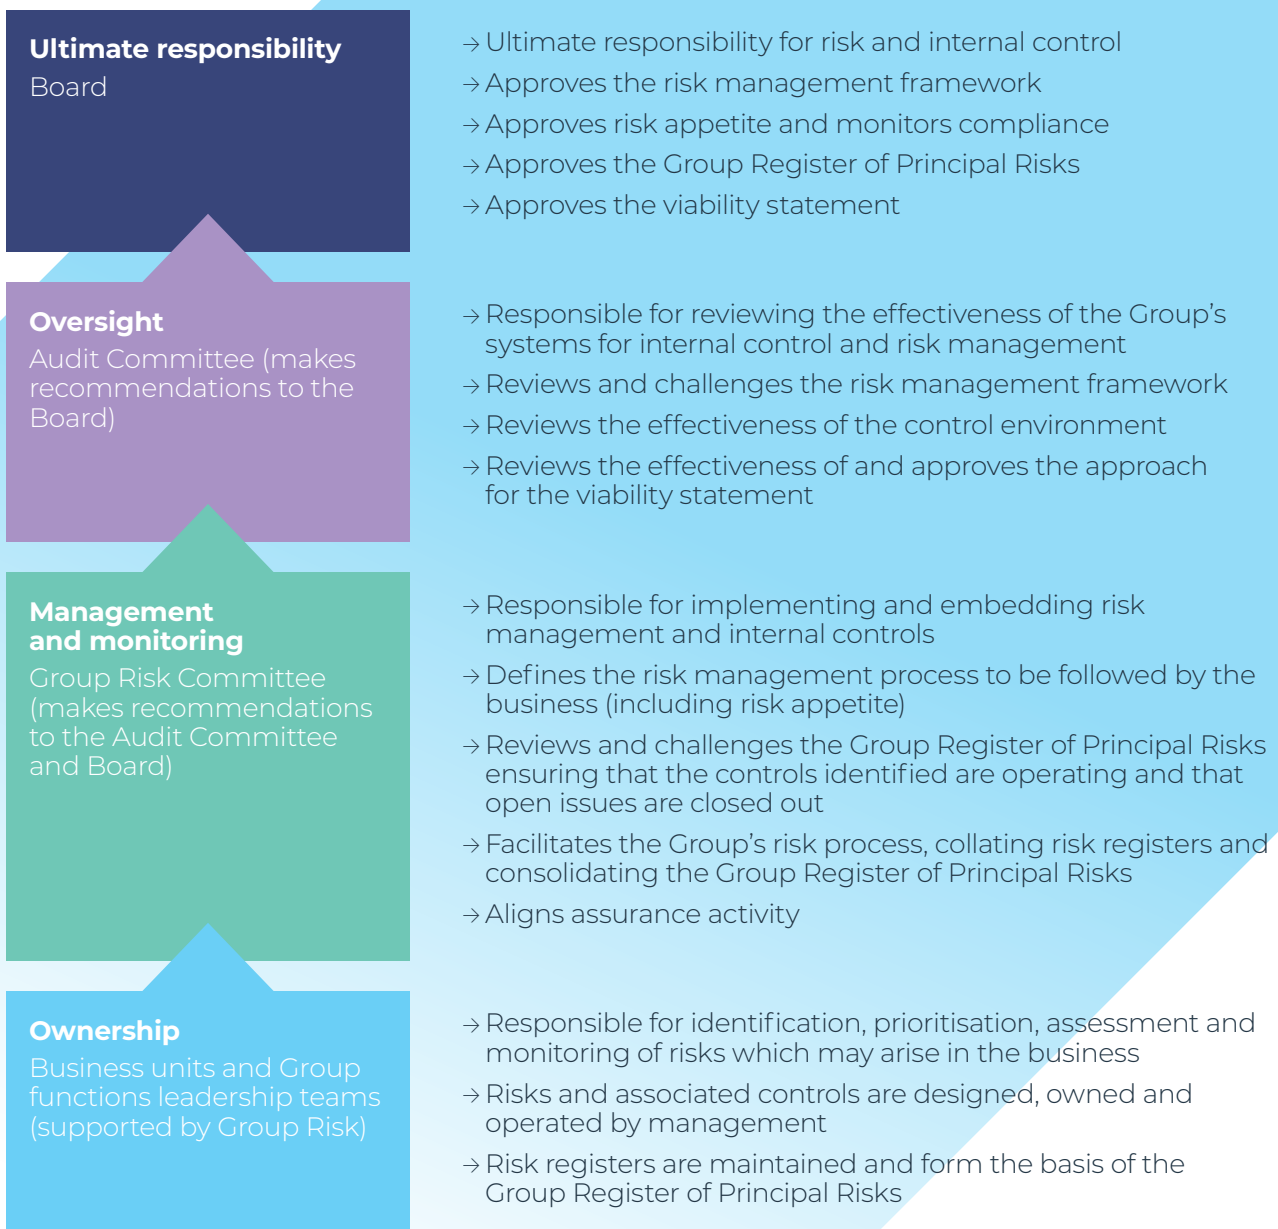 Ultimate responsibility
Board
→ Ultimate responsibility for risk and internal control
→ Approves the risk management framework
→ Approves risk appetite and monitors compliance
→ Approves the Group Register of Principal Risks
→ Approves the viability statement
Oversight
Audit Committee (makes
recommendations to the
Board)
→ Responsible for reviewing the effectiveness of the Group’s
systems for internal control and risk management
→ Reviews and challenges the risk management framework
→ Reviews the effectiveness of the control environment
→ Reviews the effectiveness of and approves the approach
for the viability statement
Management
and monitoring
Group Risk Committee
(makes recommendations
to the Audit Committee
and Board)
→ Responsible for implementing and embedding risk
management and internal controls
→ Defines the risk management process to be followed by the
business (including risk appetite)
→ Reviews and challenges the Group Register of Principal Risks
ensuring that the controls identified are operating and that
open issues are closed out
→ Facilitates the Group’s risk process, collating risk registers and
consolidating the Group Register of Principal Risks
→ Aligns assurance activity
Ownership
Business units and Group
functions leadership teams
(supported by Group Risk)
→ Responsible for identification, prioritisation, assessment and
monitoring of risks which may arise in the business
→ Risks and associated controls are designed, owned and
operated by management
→ Risk registers are maintained and form the basis of the
Group Register of Principal Risks